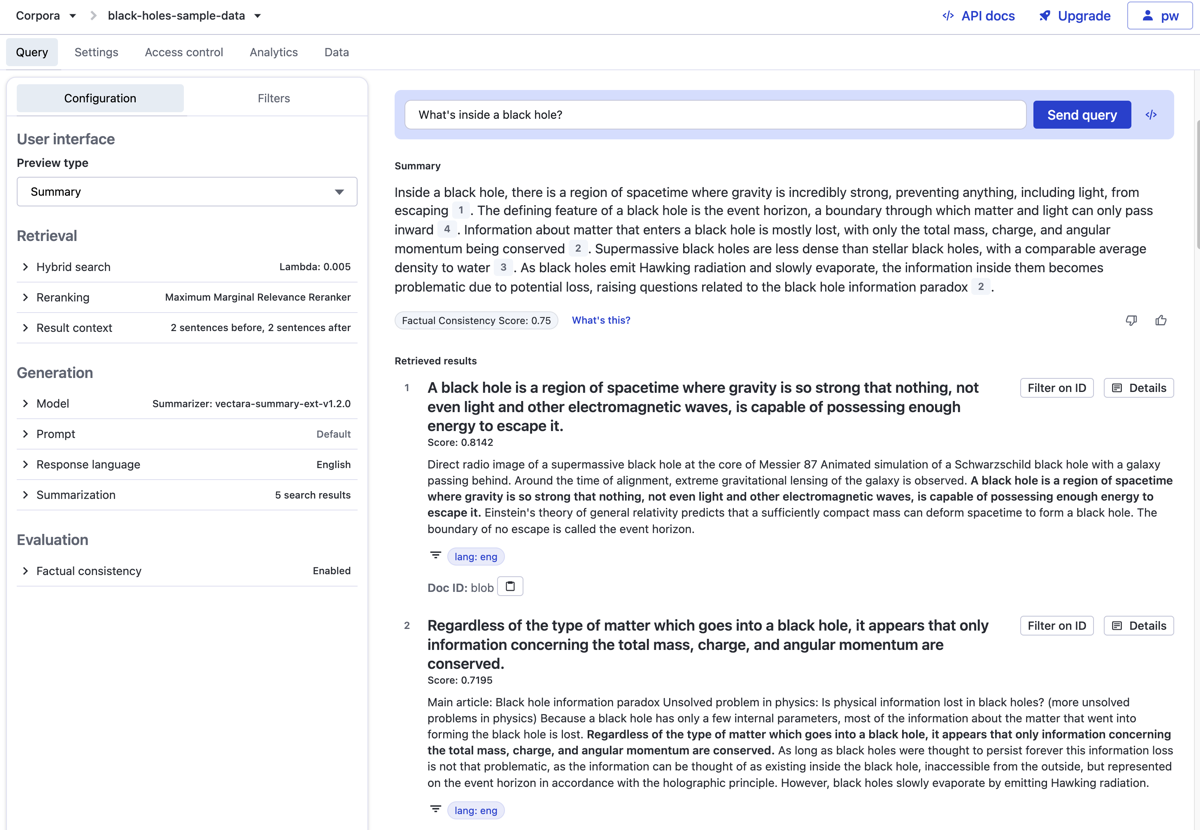 Corpora
black-holes-sample-data
API docs
Upgrade
pw
Query
Settings
Access control
Analytics
Data
Configuration
Filters
User interface
Preview type
Summary
Retrieval
Hybrid search
Lambda: 0.005
Reranking
Maximum Marginal Relevance Reranker
Result context
2 sentences before, 2 sentences after
Generation
Model
Summarizer: vectara-summary-ext-v1.2.0
Prompt
Default
Response language
English
Summarization
5 search results
Evaluation
Factual consistency
Enabled
What's inside a black hole?
Send query
</>
Summary
Inside a black hole, there is a region of spacetime where gravity is incredibly strong, preventing anything, including light, from
escaping 1 . The defining feature of a black hole is the event horizon, a boundary through which matter and light can only pass
inward 4 . Information about matter that enters a black hole is mostly lost, with only the total mass, charge, and angular
momentum being conserved 2 . Supermassive black holes are less dense than stellar black holes, with a comparable average
density to water 3 . As black holes emit Hawking radiation and slowly evaporate, the information inside them becomes
problematic due to potential loss, raising questions related to the black hole information paradox 2 .
Factual Consistency Score: 0.75
What's this?
Retrieved results
1
A black hole is a region of spacetime where gravity is so strong that nothing, not
even light and other electromagnetic waves, is capable of possessing enough
energy to escape it.
Filter on ID
Details
Score: 0.8142
Direct radio image of a supermassive black hole at the core of Messier 87 Animated simulation of a Schwarzschild black hole with a galaxy
passing behind. Around the time of alignment, extreme gravitational lensing of the galaxy is observed. A black hole is a region of spacetime
where gravity is so strong that nothing, not even light and other electromagnetic waves, is capable of possessing enough energy to
escape it. Einstein's theory of general relativity predicts that a sufficiently compact mass can deform spacetime to form a black hole. The
boundary of no escape is called the event horizon.
lang: eng
Doc ID: blob
2
Regardless of the type of matter which goes into a black hole, it appears that only
information concerning the total mass, charge, and angular momentum are
conserved.
Filter on ID
Details
Score: 0.7195
Main article: Black hole information paradox Unsolved problem in physics: Is physical information lost in black holes? (more unsolved
problems in physics) Because a black hole has only a few internal parameters, most of the information about the matter that went into
forming the black hole is lost. Regardless of the type of matter which goes into a black hole, it appears that only information concerning
the total mass, charge, and angular momentum are conserved. As long as black holes were thought to persist forever this information loss
is not that problematic, as the information can be thought of as existing inside the black hole, inaccessible from the outside, but represented
on the event horizon in accordance with the holographic principle. However, black holes slowly evaporate by emitting Hawking radiation.
lang: eng